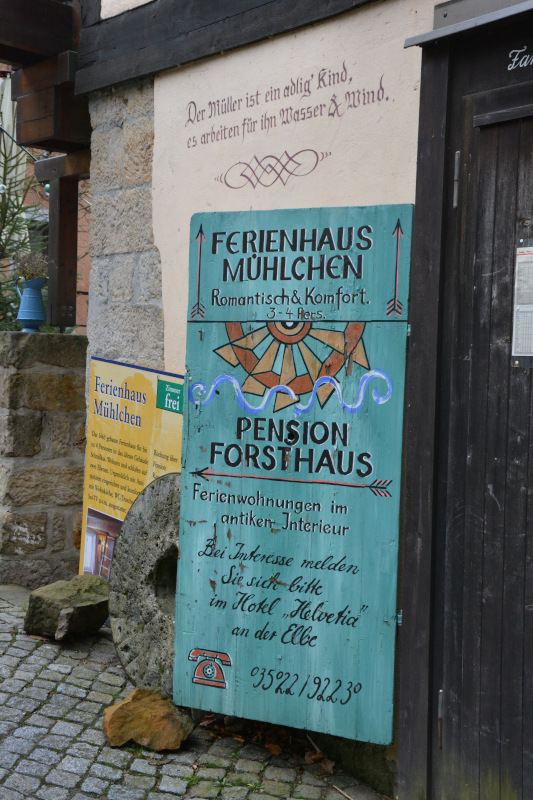 Der Müller ist ein adlig' Kind,
es arbeiten für ihn Wasser & Wind.
FERIENHAUS
MÜHLCHEN
Romantisch & Komfort.
3-4 Pers.
PENSION
FORSTHAUS
Ferienwohnungen im
antiken Interieur
Bei Interesse melden
Sie sich bitte
im Hotel „Helvetia"
an der Elbe
035022/92230
Ferienhaus
Mühlchen
Zimmer
frei